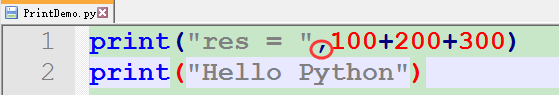 PrintDemo.py
1 print("res = ",100+200+300)
2 print("Hello Python")